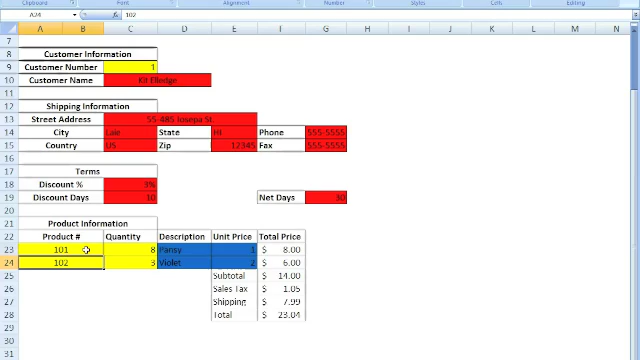 Clipboard Font Alignment Number Styles Cells Editing
A24 fx 102
A B C D E F G H I J K L M N
7
8 Customer Information
9 Customer Number 1
10 Customer Name Kit Elledge
11
12 Shipping Information
13 Street Address 55-485 Iosepa St.
14 City Laie State HI Phone 555-5555
15 Country US Zip 12345 Fax 555-5555
16
17 Terms
18 Discount % 3%
19 Discount Days 10 Net Days 30
20
21 Product Information
22 Product # Quantity Description Unit Price Total Price
23 101 8 Pansy 1 $ 8.00
24 102 3 Violet 2 $ 6.00
25 Subtotal $ 14.00
26 Sales Tax $ 1.05
27 Shipping $ 7.99
28 Total $ 23.04
29
30
31